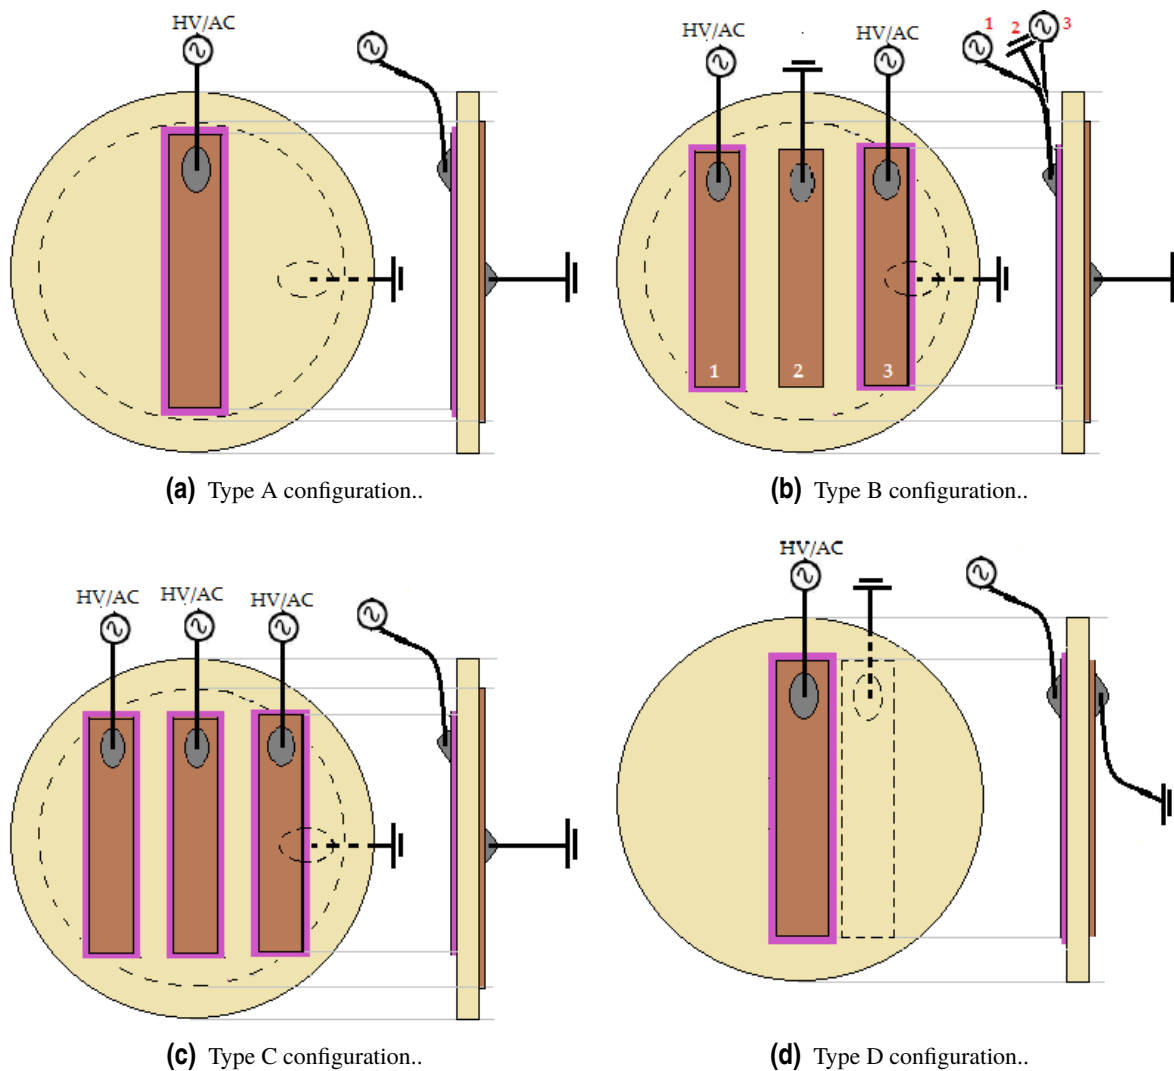 HV/AC
(a) Type A configuration..
HV/AC
HV/AC
1
2
3
1
2
3
(b) Type B configuration..
HV/AC
HV/AC
HV/AC
(c) Type C configuration..
HV/AC
(d) Type D configuration..